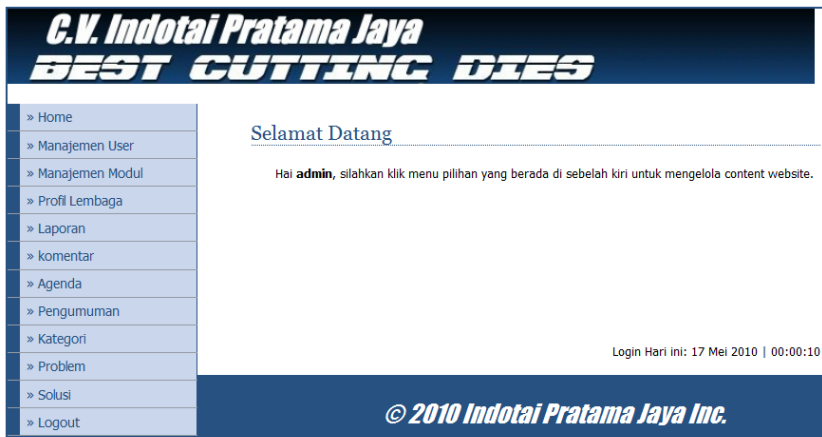 C.V. Indotai Pratama Jaya
BEST CUTTING DIES
» Home
» Manajemen User
» Manajemen Modul
» Profil Lembaga
» Laporan
» komentar
» Agenda
» Pengumuman
» Kategori
» Problem
» Solusi
» Logout
Selamat Datang
Hai admin, silahkan klik menu pilihan yang berada di sebelah kiri untuk mengelola content website.
Login Hari ini: 17 Mei 2010 | 00:00:10
© 2010 Indotai Pratama Jaya Inc.